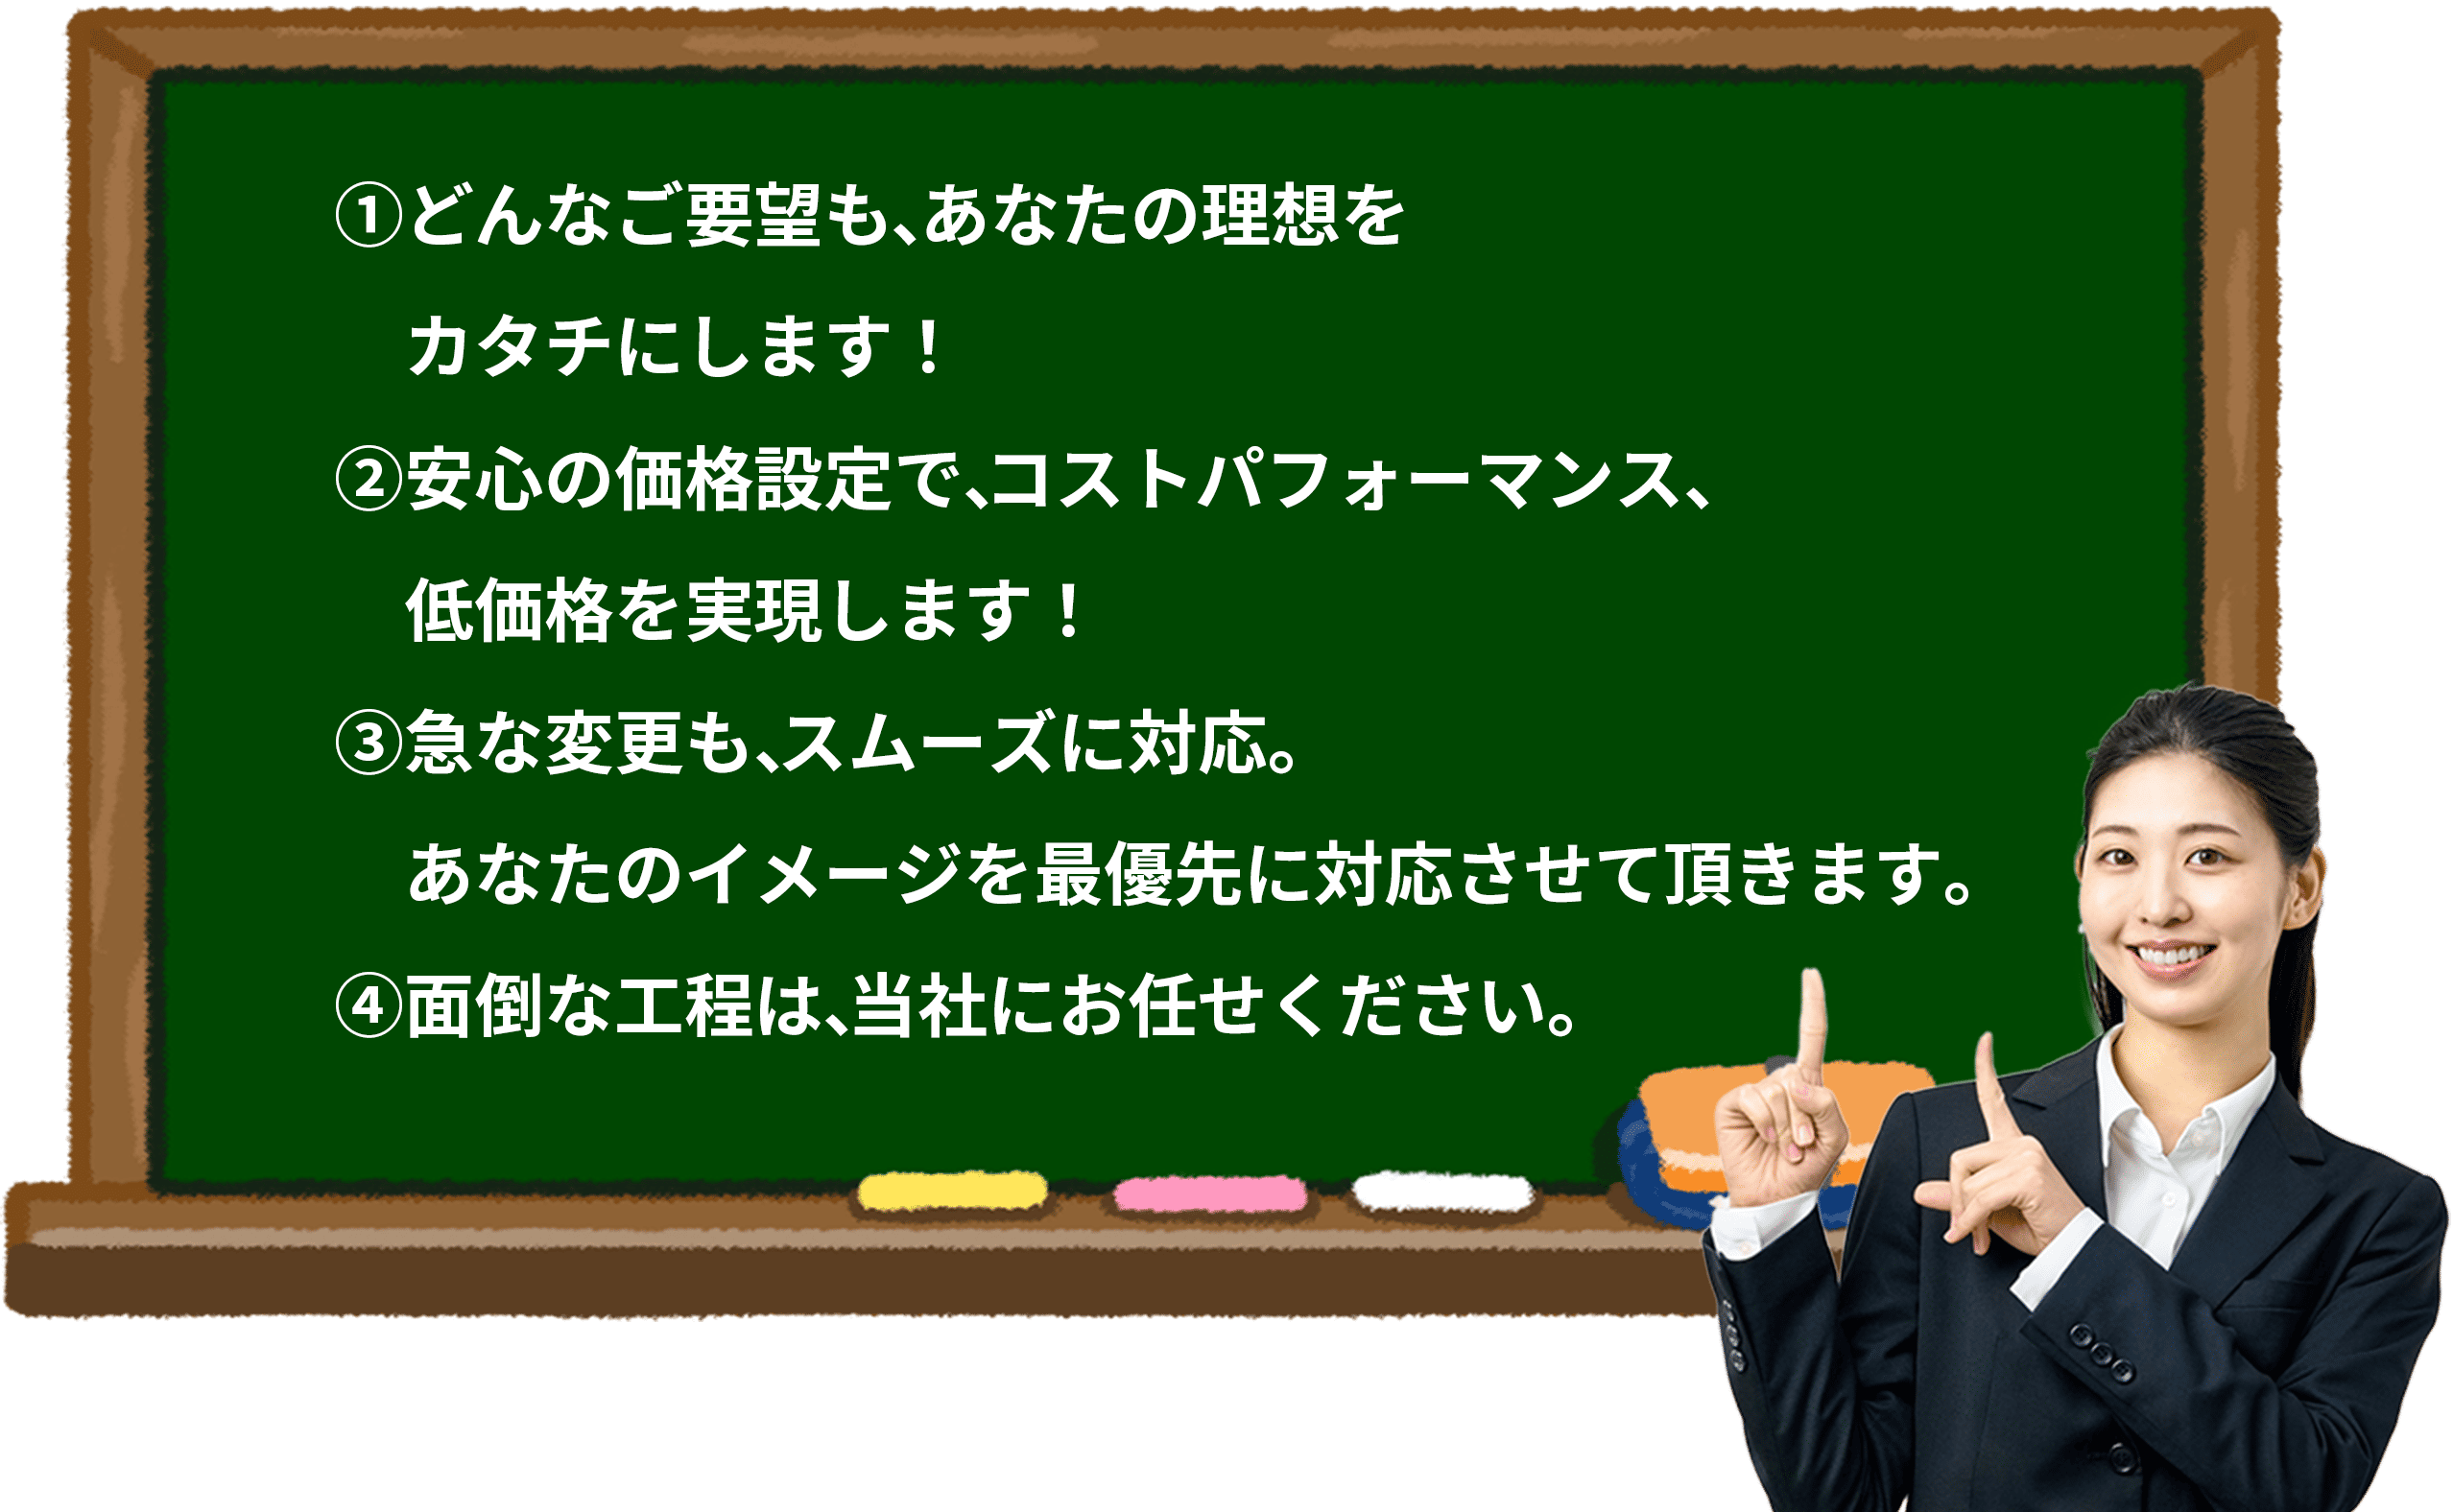 ①どんなご要望も、あなたの理想を
カタチにします！
②安心の価格設定で、コストパフォーマンス、
低価格を実現します！
③急な変更も、スムーズに対応。
あなたのイメージを最優先に対応させて頂きます。
④面倒な工程は、当社にお任せください。